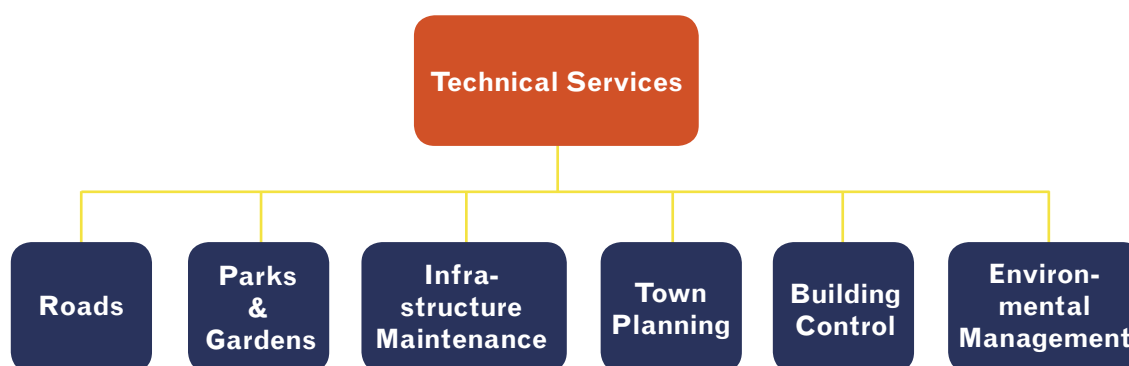 Technical Services
Roads
Parks
&
Gardens
Infra-
structure
Maintenance
Town
Planning
Building
Control
Environ-
mental
Management